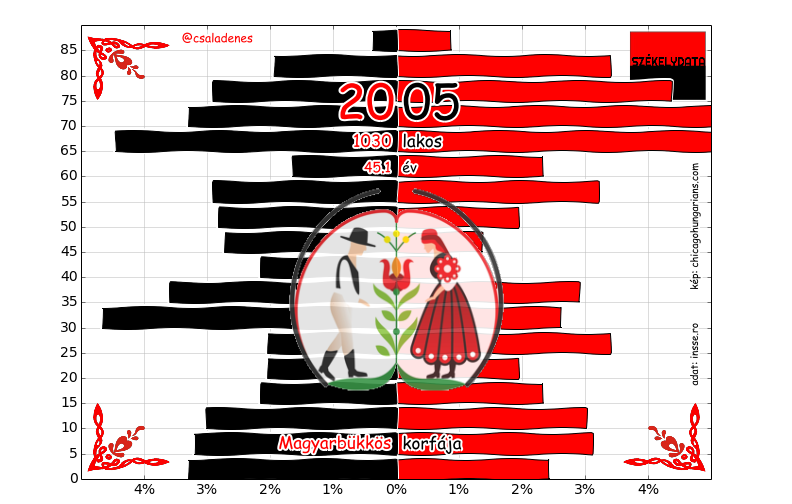 @csaladenes
SZÉKELYDATA
2005
1030 lakos
45.1 év
kép: chicagohungarians.com
adat: insse.ro
Magyarbükkös korfája
85
80
75
70
65
60
55
50
45
40
35
30
25
20
15
10
5
0
4% 3% 2% 1% 0% 1% 2% 3% 4%